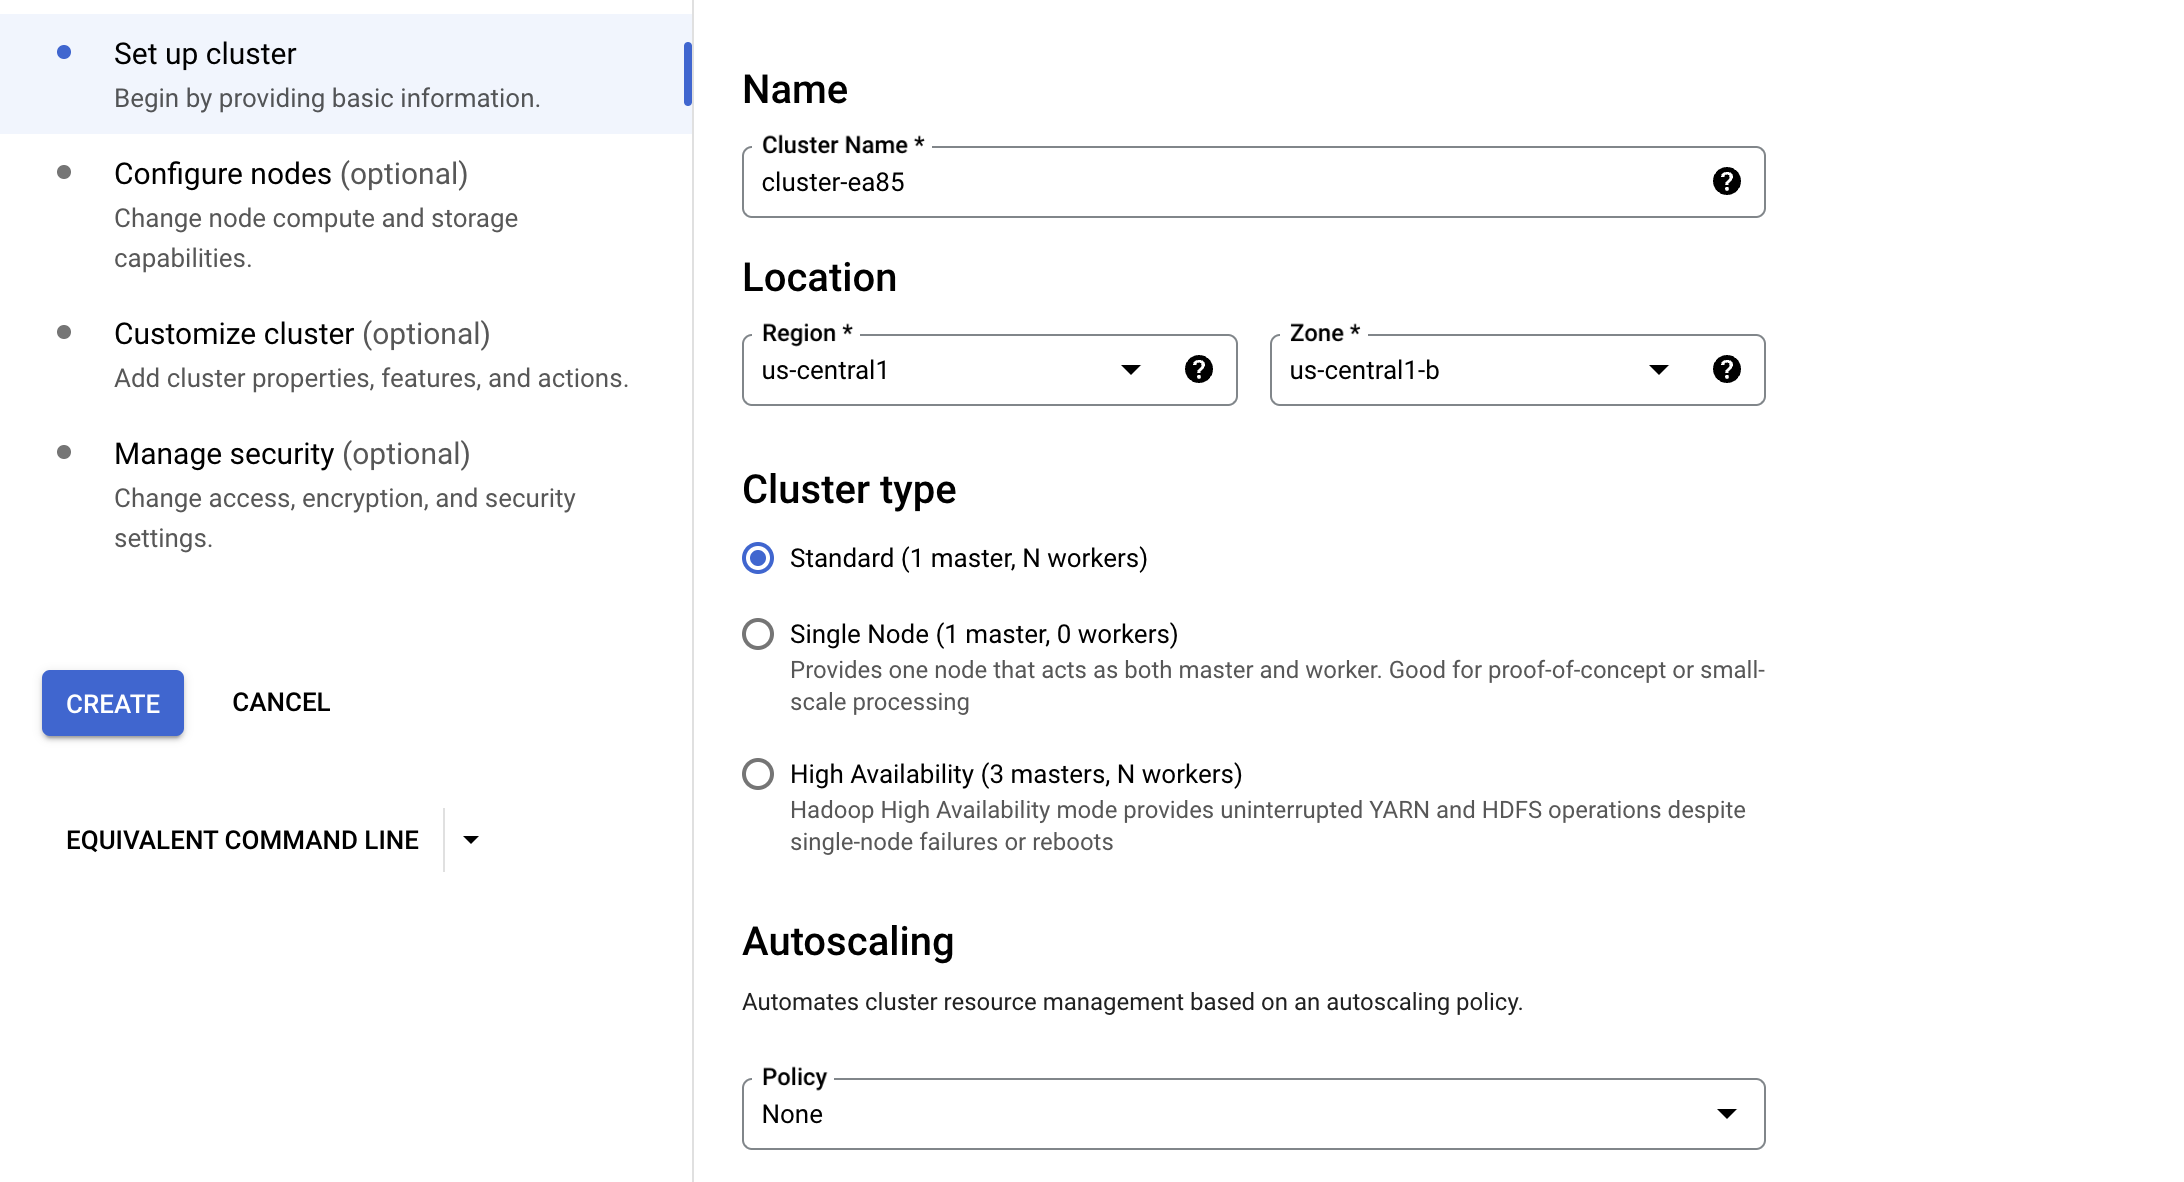 Set up cluster
Begin by providing basic information.
Configure nodes (optional)
Change node compute and storage
capabilities.
Customize cluster (optional)
Add cluster properties, features, and actions.
Manage security (optional)
Change access, encryption, and security
settings.
CREATE
CANCEL
EQUIVALENT COMMAND LINE
Name
Cluster Name *
cluster-ea85
Location
Region *
us-central1
Zone *
us-central1-b
Cluster type
Standard (1 master, N workers)
Single Node (1 master, 0 workers)
Provides one node that acts as both master and worker. Good for proof-of-concept or small-
scale processing
High Availability (3 masters, N workers)
Hadoop High Availability mode provides uninterrupted YARN and HDFS operations despite
single-node failures or reboots
Autoscaling
Automates cluster resource management based on an autoscaling policy.
Policy
None